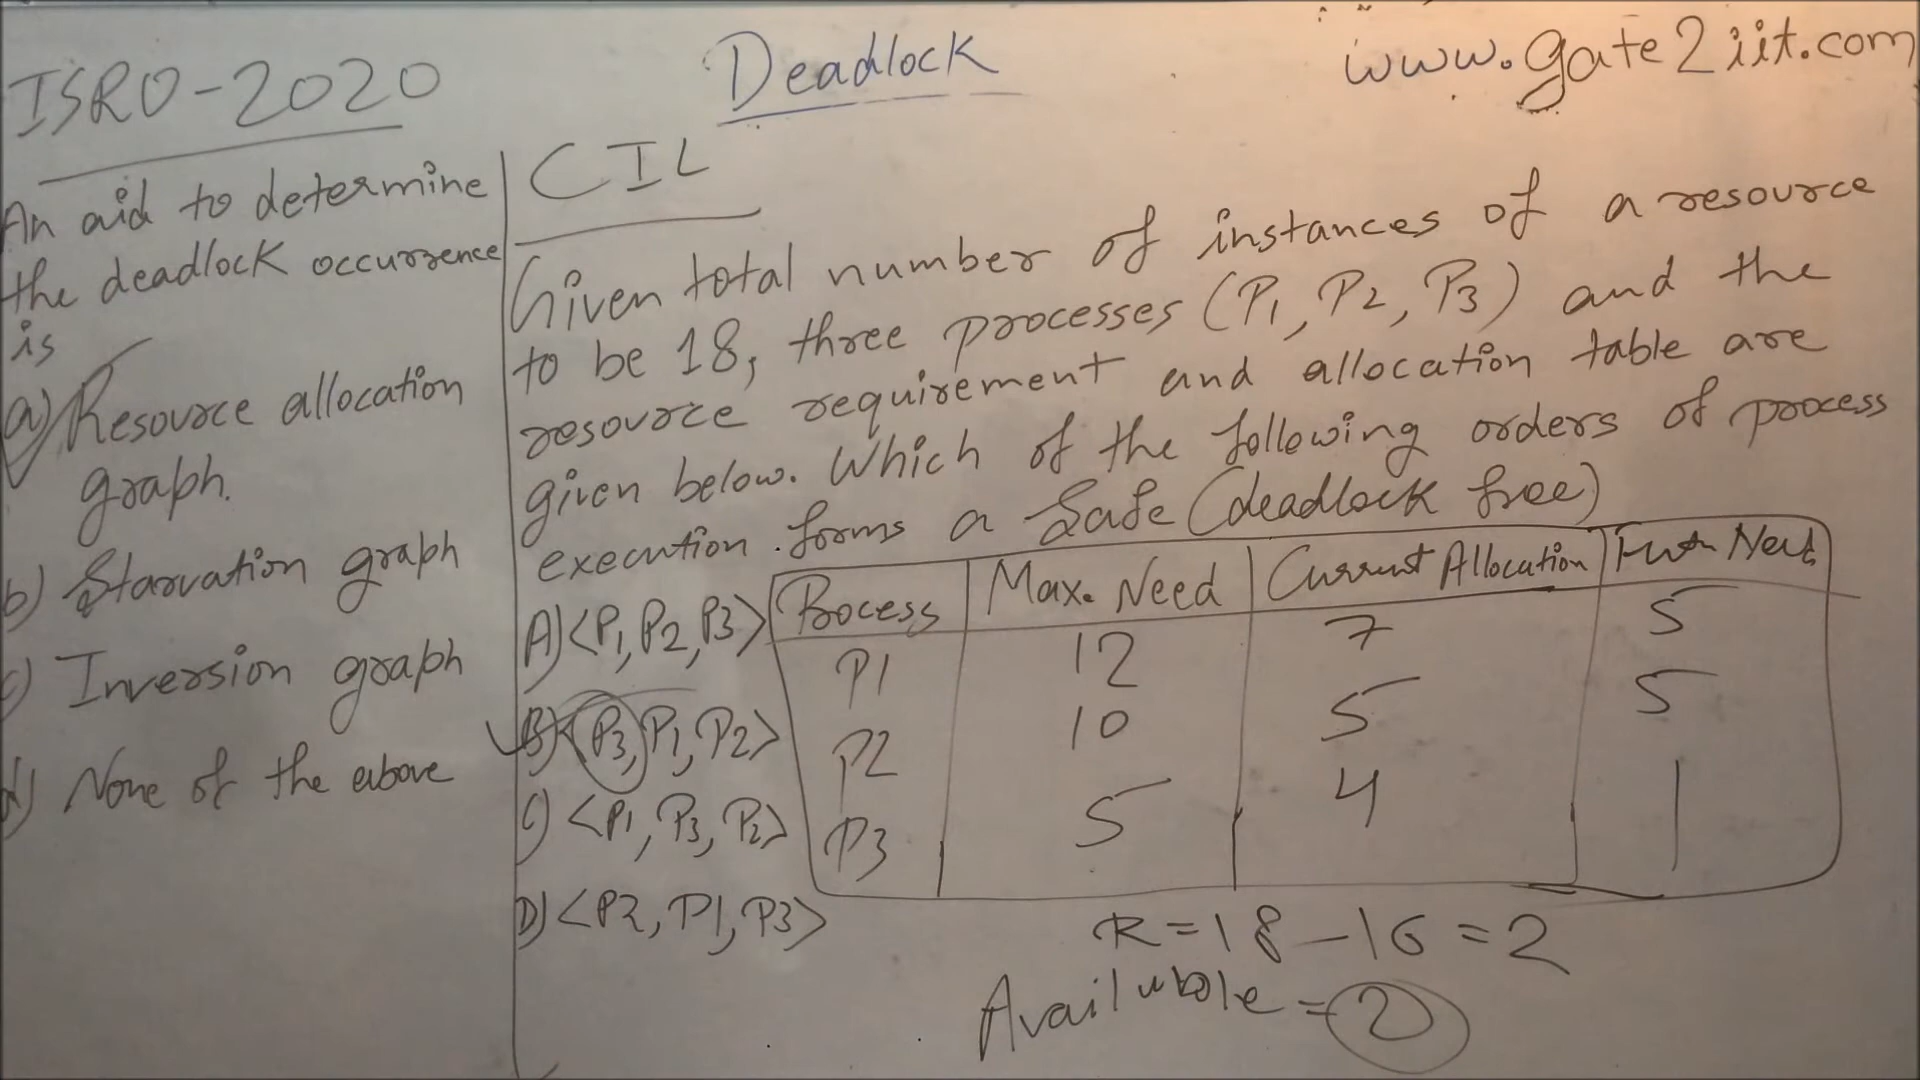 Deadlock
www.gate2iit.com
ISRO-2020
An aid to determine
the deadlock occurrence
is
a) Resource allocation
graph.
b) Starvation graph
c) Inversion graph
d) None of the above
CIL
Given total number of instances of a resource
to be 18, three processes (P1, P2, P3) and the
resource requirement and allocation table are
given below. Which of the following orders of process
execution forms a Safe (deadlock free)
A) <P1, P2, P3>
B) <P3, P1, P2>
C) <P1, P3, P2>
D) <P2, P1, P3>
Process Max. Need Current Allocation Need
P1 12 7 5
P2 10 5 5
P3 5 4 1
R = 18 - 16 = 2
Available = 2